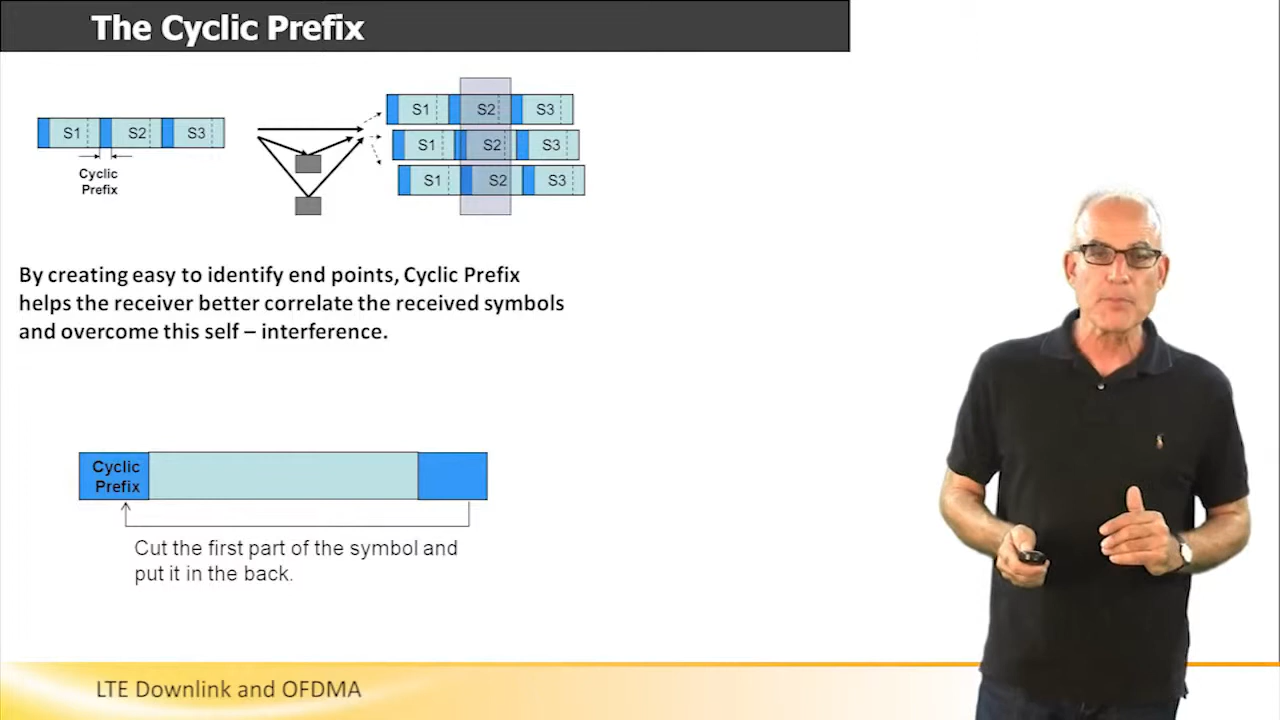 The Cyclic Prefix
S1 S2 S3
Cyclic
Prefix
S1 S2 S3
S1 S2 S3
S1 S2 S3
By creating easy to identify end points, Cyclic Prefix
helps the receiver better correlate the received symbols
and overcome this self – interference.
Cyclic
Prefix
Cut the first part of the symbol and
put it in the back.
LTE Downlink and OFDMA